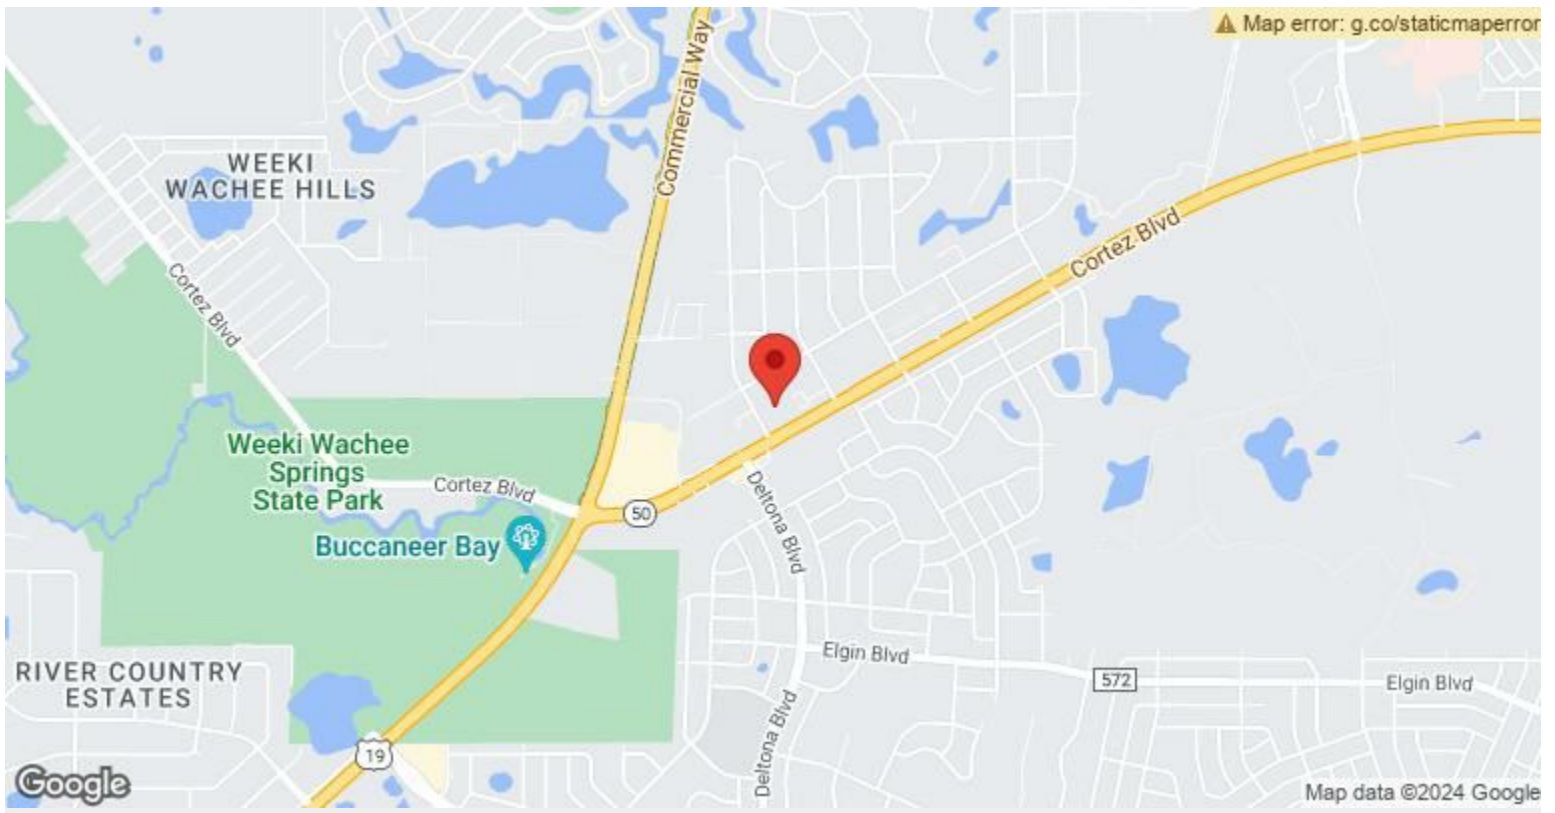 Map error: g.co/staticmaperror
Commercial Way
WEEKI
WACHEE HILLS
Cortez Blvd
Cortez Blvd
Weeki Wachee
Springs
State Park
Cortez Blvd
50
Buccaneer Bay
Deltona Blvd
Elgin Blvd
572
Elgin Blvd
RIVER COUNTRY
ESTATES
Deltona Blvd
19
Google
Map data ©2024 Google